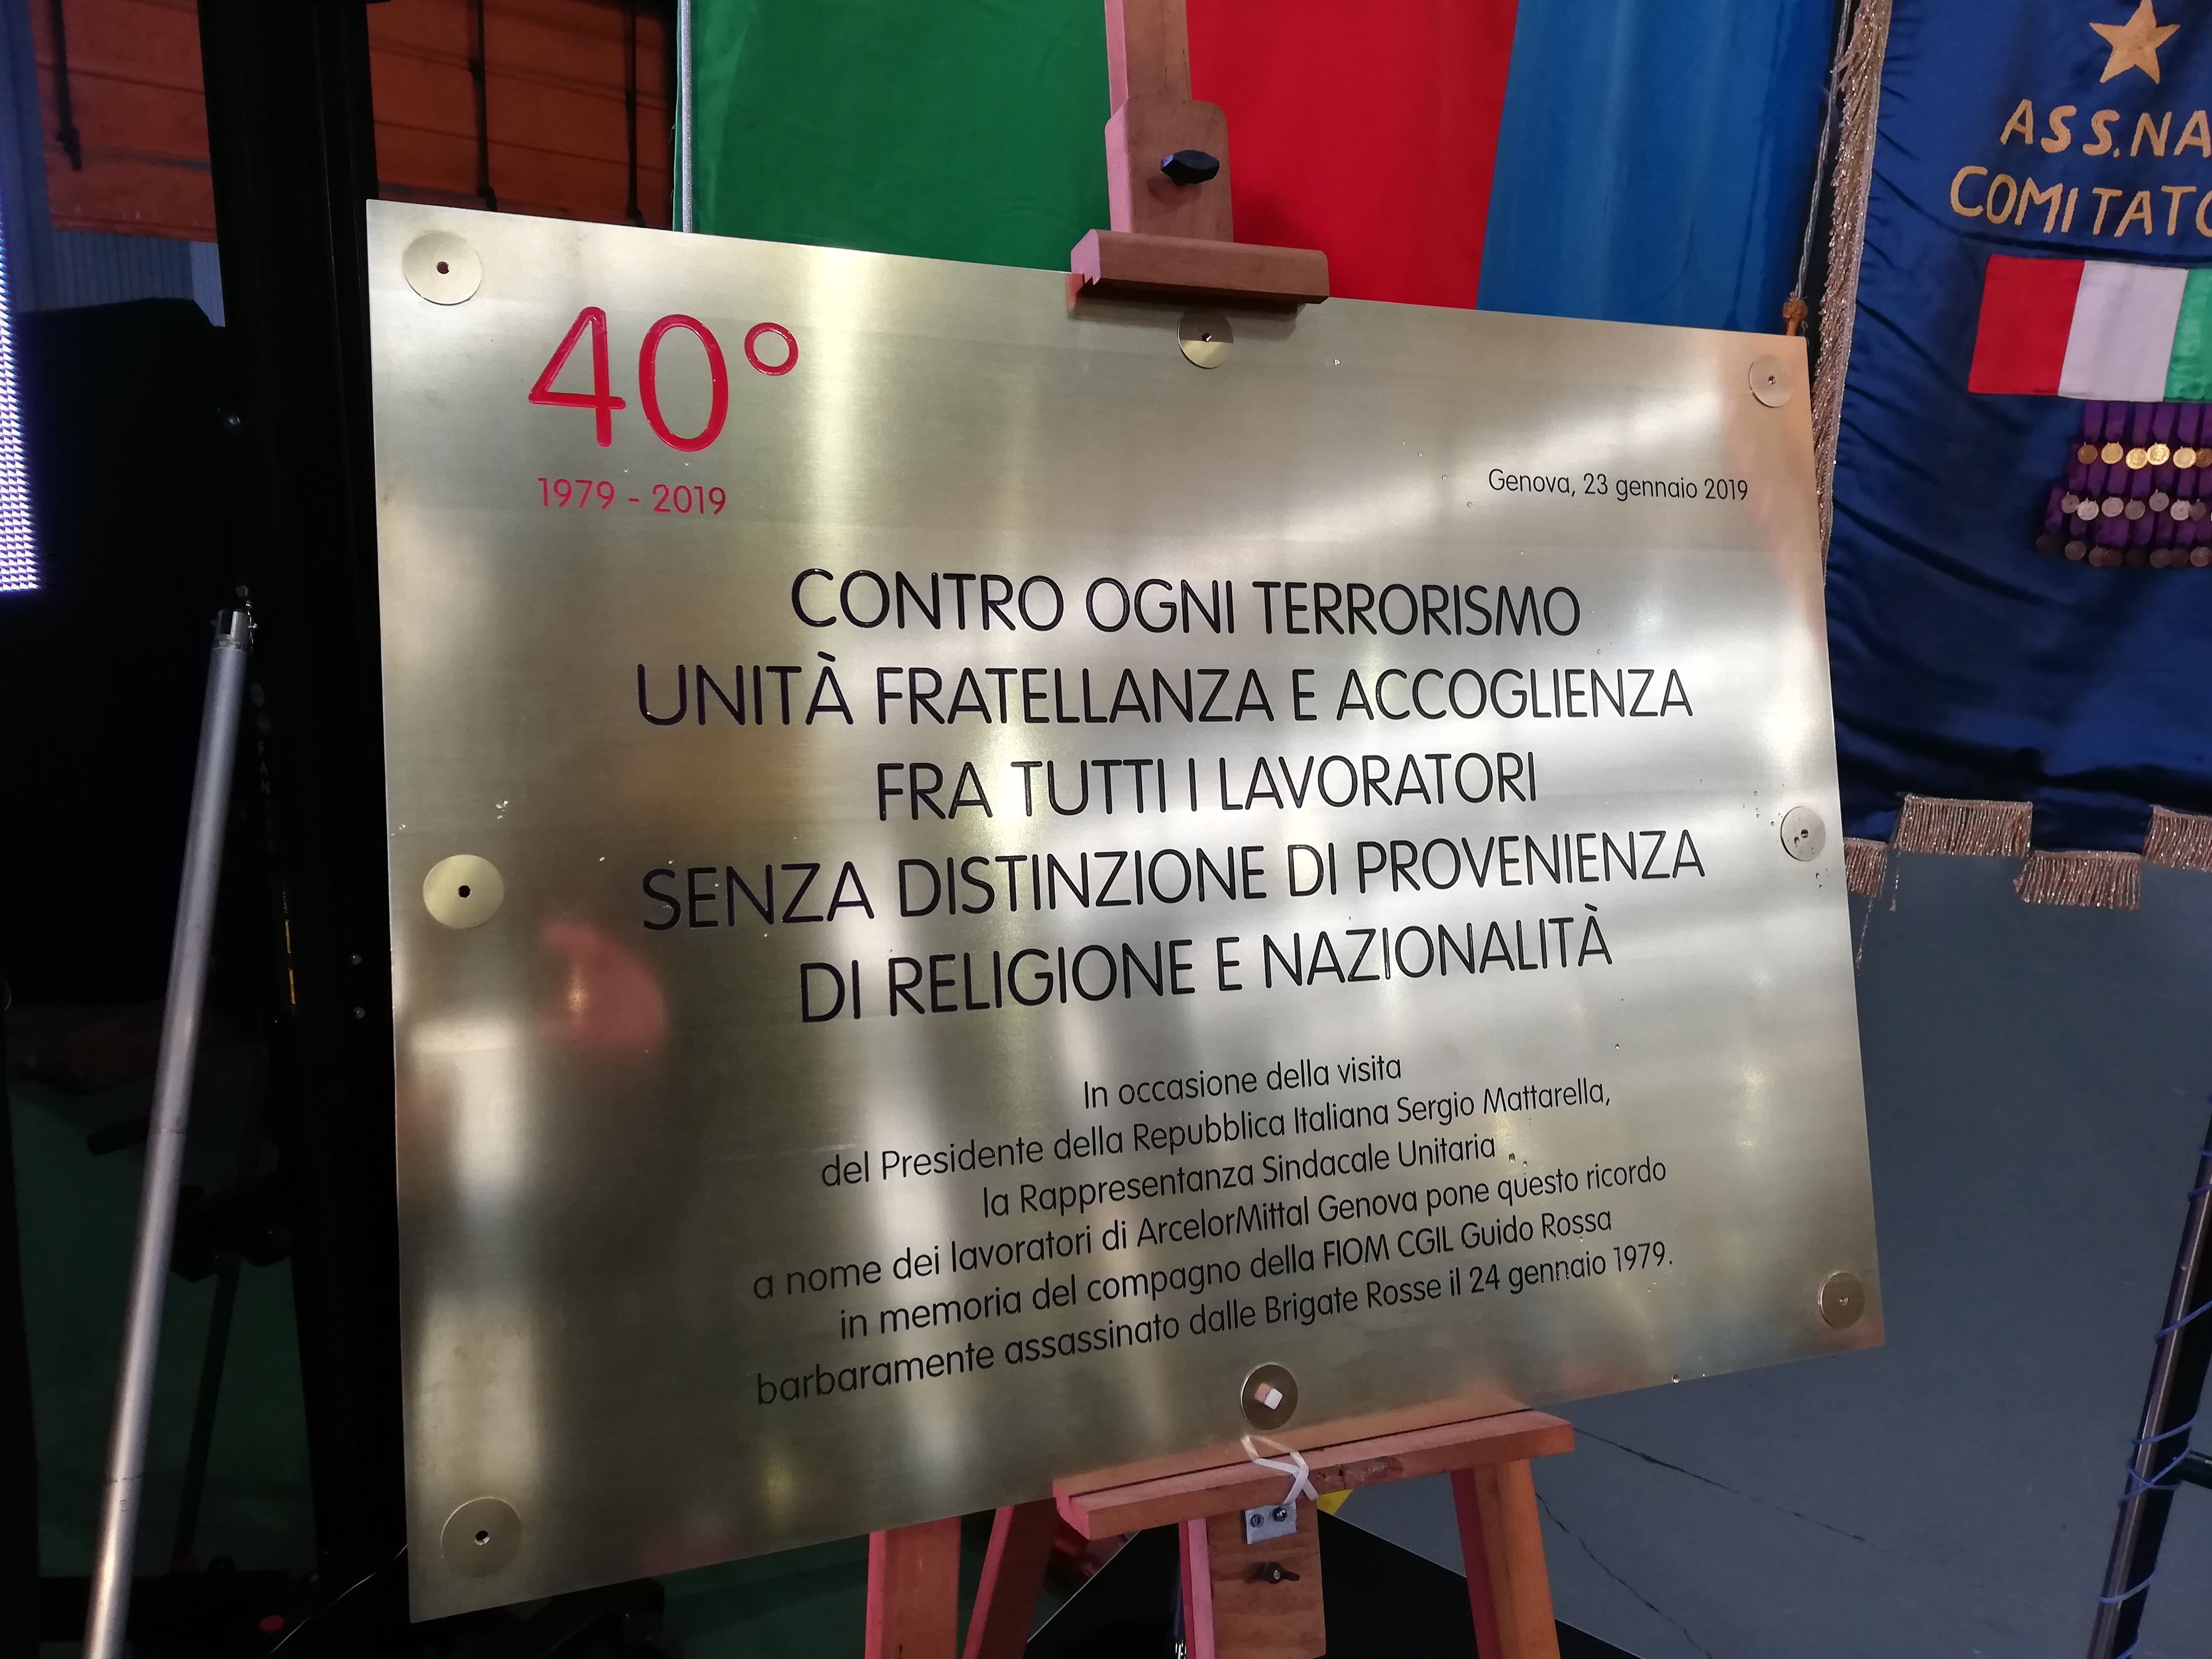 40°
1979 - 2019
Genova, 23 gennaio 2019
CONTRO OGNI TERRORISMO
UNITÀ FRATELLANZA E ACCOGLIENZA
FRA TUTTI I LAVORATORI
SENZA DISTINZIONE DI PROVENIENZA
DI RELIGIONE E NAZIONALITÀ
In occasione della visita
del Presidente della Repubblica Italiana Sergio Mattarella,
la Rappresentanza Sindacale Unitaria
a nome dei lavoratori di ArcelorMittal Genova pone questo ricordo
in memoria del compagno della FIOM CGIL Guido Rossa
barbaramente assassinato dalle Brigate Rosse il 24 gennaio 1979.
ASS.NA
COMITATO